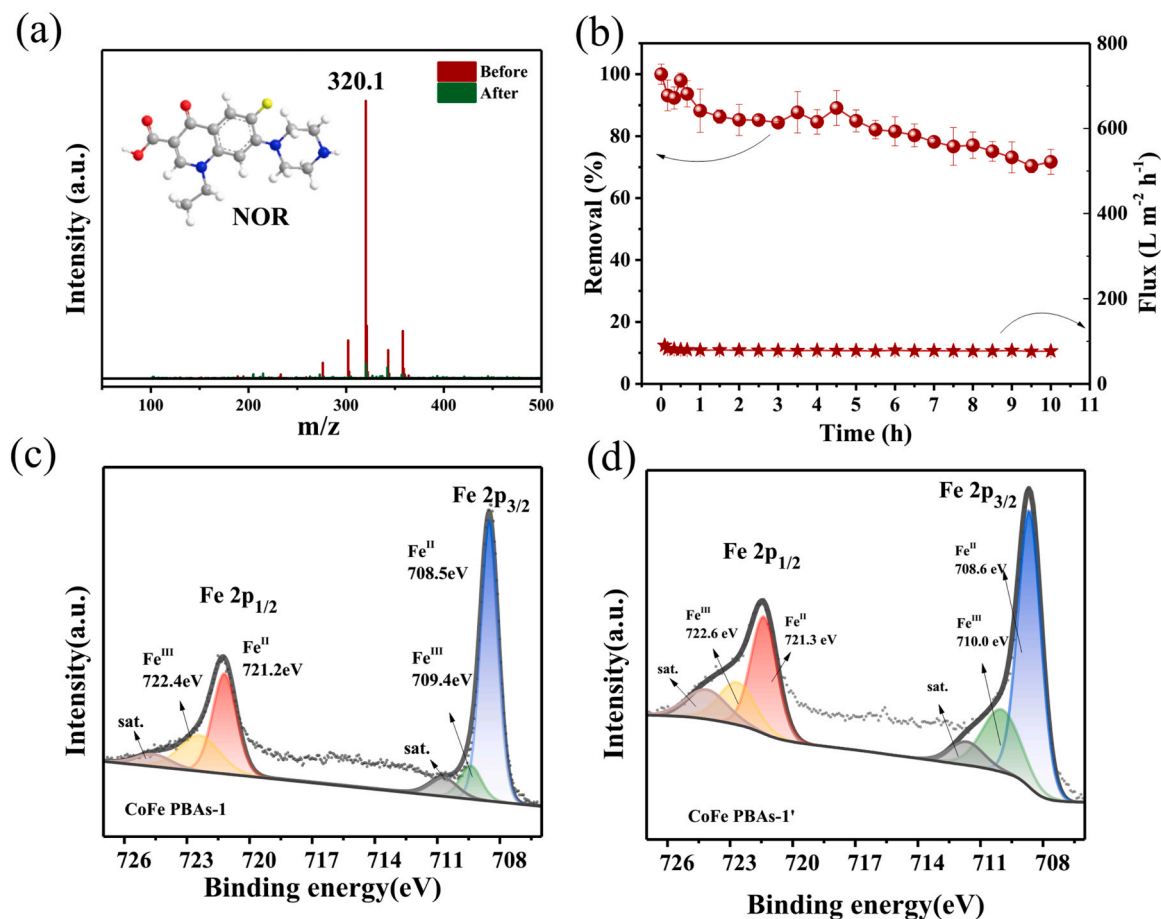 (a)
Intensity (a.u.)
320.1
Before
After
NOR
100 200 300 400 500
m/z
(b)
Removal (%)
100
80
60
40
20
0
800
600
400
200
0
Flux (L m⁻² h⁻¹)
0 1 2 3 4 5 6 7 8 9 10 11
Time (h)
(c)
Intensity(a.u.)
Fe 2p3/2
FeII
708.5eV
Fe 2p1/2
FeIII
722.4eV
FeII
721.2eV
FeIII
709.4eV
sat.
sat.
CoFe PBAs-1
726 723 720 717 714 711 708
Binding energy(eV)
(d)
Intensity(a.u.)
Fe 2p3/2
FeII
708.6 eV
Fe 2p1/2
FeIII
722.6 eV
FeII
721.3 eV
FeIII
710.0 eV
sat.
sat.
CoFe PBAs-1'
726 723 720 714 711 708
Binding energy(eV)